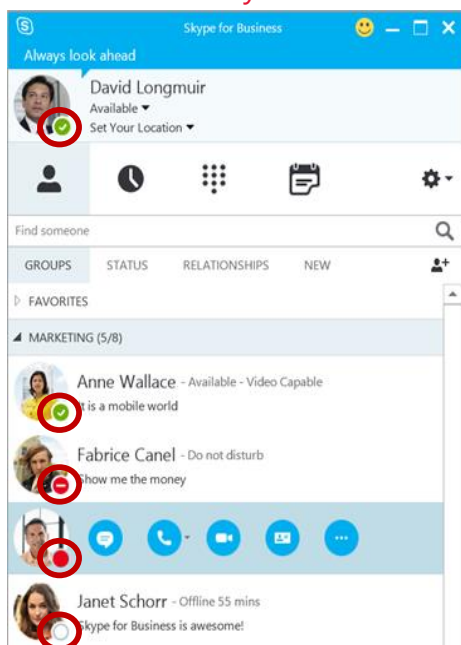 Skype for Business
Always look ahead
David Longmuir
Available
Set Your Location
Find someone
GROUPS STATUS RELATIONSHIPS NEW
FAVORITES
MARKETING (5/8)
Anne Wallace - Available - Video Capable
is a mobile world
Fabrice Canel - Do not disturb
Show me the money
Janet Schorr - Offline 55 mins
Skype for Business is awesome!